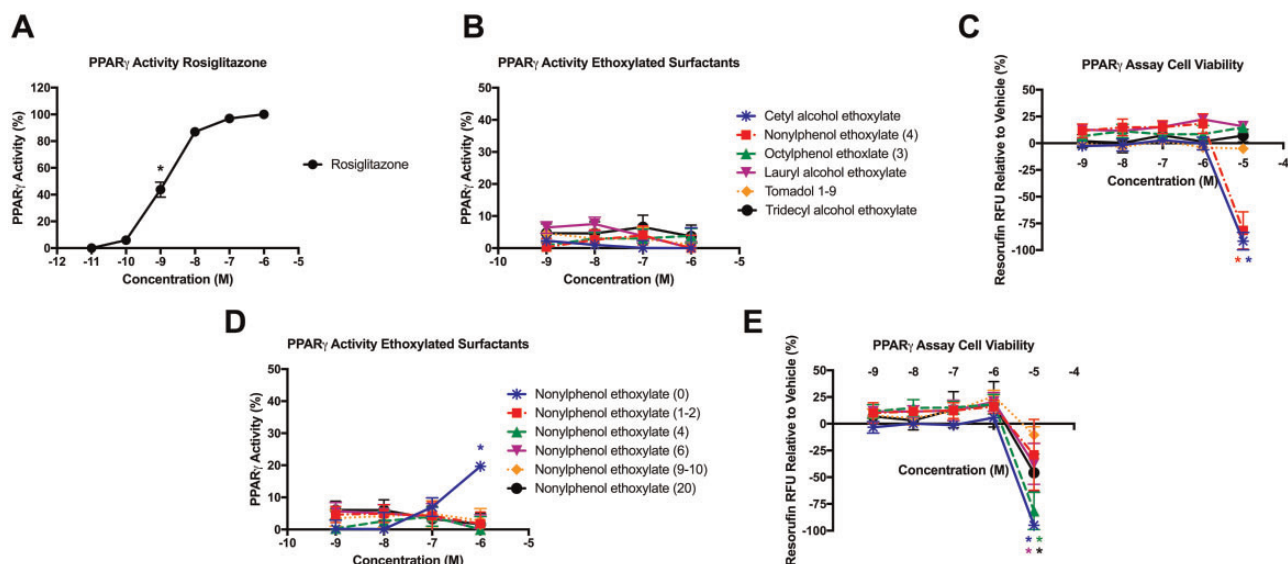 A
PPARγ Activity Rosiglitazone
PPARγ Activity (%)
120
100
80
60
40
20
0
-12 -11 -10 -9 -8 -7 -6 -5
Concentration (M)
*
Rosiglitazone
B
PPARγ Activity Ethoxylated Surfactants
PPARγ Activity (%)
50
40
30
20
10
0
-10 -9 -8 -7 -6 -5
Concentration (M)
Cetyl alcohol ethoxylate
Nonylphenol ethoxylate (4)
Octylphenol ethoxlate (3)
Lauryl alcohol ethoxylate
Tomadol 1-9
Tridecyl alcohol ethoxylate
C
PPARγ Assay Cell Viability
Resorufin RFU Relative to Vehicle (%)
50
25
0
-25
-50
-75
-100
-9 -8 -7 -6 -5 -4
Concentration (M)
* *
D
PPARγ Activity Ethoxylated Surfactants
PPARγ Activity (%)
50
40
30
20
10
0
-10 -9 -8 -7 -6 -5
Concentration (M)
*
Nonylphenol ethoxylate (0)
Nonylphenol ethoxylate (1-2)
Nonylphenol ethoxylate (4)
Nonylphenol ethoxylate (6)
Nonylphenol ethoxylate (9-10)
Nonylphenol ethoxylate (20)
E
PPARγ Assay Cell Viability
Resorufin RFU Relative to Vehicle (%)
-9 -8 -7 -6 -5 -4
50
25
0
-25
-50
-75
-100
Concentration (M)
* *
* *